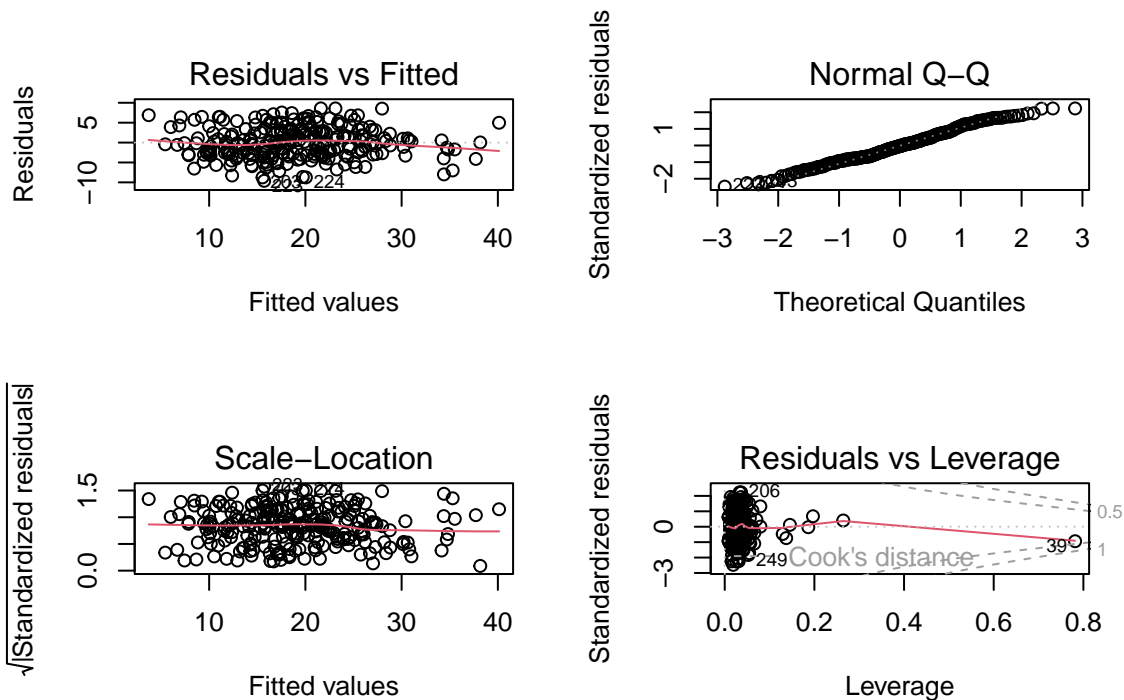 Residuals vs Fitted
Residuals
5
−10
203
224
223
10 20 30 40
Fitted values
Normal Q−Q
Standardized residuals
1
−2
−3 −2 −1 0 1 2 3
Theoretical Quantiles
Scale−Location
√|Standardized residuals|
1.5
0.0
10 20 30 40
Fitted values
Residuals vs Leverage
Standardized residuals
0
−3
206
249
39
Cook's distance
0.5
1
0.0 0.2 0.4 0.6 0.8
Leverage